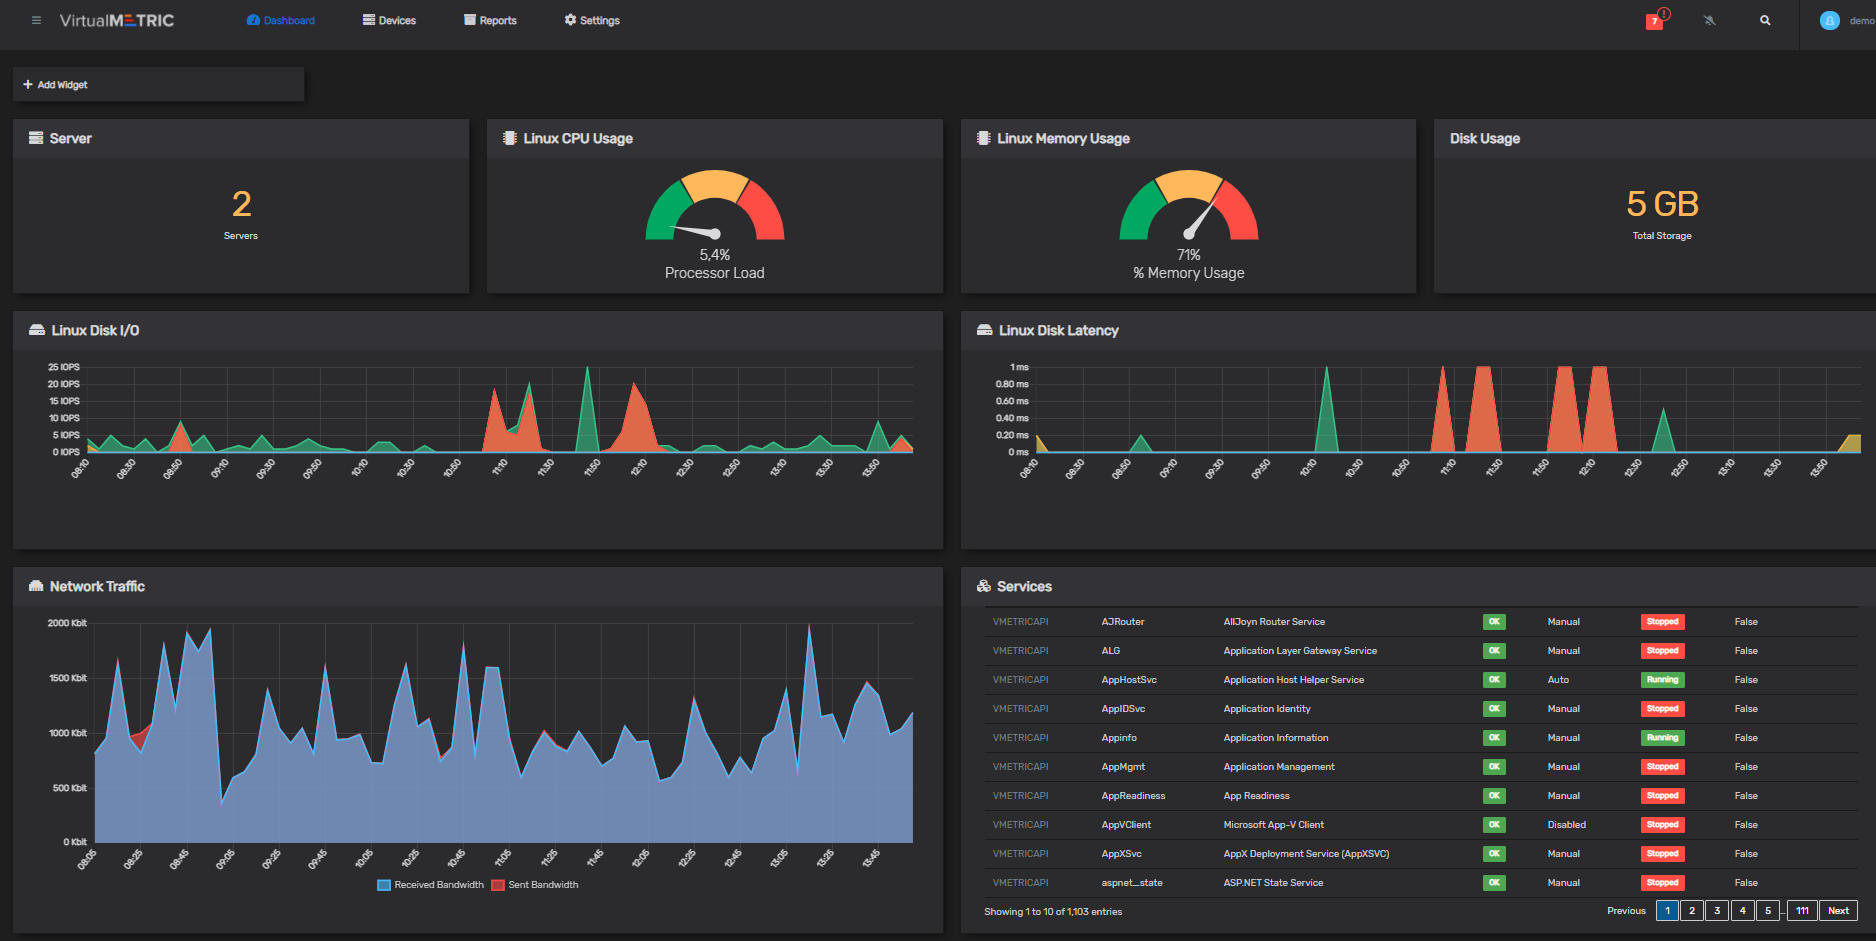 VirtualMETRIC
Dashboard
Devices
Reports
Settings
7
demo
Add Widget
Server
2
Servers
Linux CPU Usage
5,4%
Processor Load
Linux Memory Usage
71%
% Memory Usage
Disk Usage
5 GB
Total Storage
Linux Disk I/O
25 IOPS
20 IOPS
15 IOPS
10 IOPS
5 IOPS
0 IOPS
08:10 08:30 08:50 09:10 09:30 09:50 10:10 10:30 10:50 11:10 11:30 11:50 12:10 12:30 12:50 13:10 13:30 13:50
Linux Disk Latency
1 ms
0.80 ms
0.60 ms
0.40 ms
0.20 ms
0 ms
08:10 08:30 08:50 09:10 09:30 09:50 10:10 10:30 10:50 11:10 11:30 11:50 12:10 12:30 12:50 13:10 13:30 13:50
Network Traffic
2000 Kbit
1500 Kbit
1000 Kbit
500 Kbit
0 Kbit
08:05 08:25 08:45 09:05 09:25 09:45 10:05 10:25 10:45 11:05 11:25 11:45 12:05 12:25 12:45 13:05 13:25 13:45
Received Bandwidth Sent Bandwidth
Services
VMETRICAPI AJRouter AllJoyn Router Service OK Manual Stopped False
VMETRICAPI ALG Application Layer Gateway Service OK Manual Stopped False
VMETRICAPI AppHostSvc Application Host Helper Service OK Auto Running False
VMETRICAPI AppIDSvc Application Identity OK Manual Stopped False
VMETRICAPI Appinfo Application Information OK Manual Running False
VMETRICAPI AppMgmt Application Management OK Manual Stopped False
VMETRICAPI AppReadiness App Readiness OK Manual Stopped False
VMETRICAPI AppVClient Microsoft App-V Client OK Disabled Stopped False
VMETRICAPI AppXSvc AppX Deployment Service (AppXSVC) OK Manual Stopped False
VMETRICAPI aspnet_state ASP.NET State Service OK Manual Stopped False
Showing 1 to 10 of 1,103 entries
Previous 1 2 3 4 5 … 111 Next